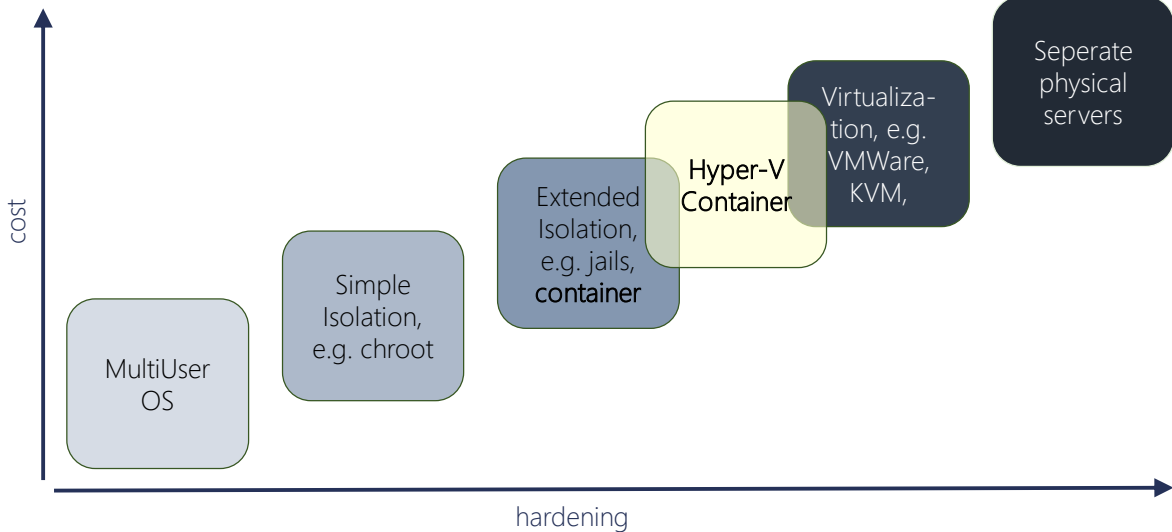 cost
MultiUser
OS
Simple
Isolation,
e.g. chroot
Extended
Isolation,
e.g. jails,
container
Hyper-V
Container
Virtualiza-
tion, e.g.
VMWare,
KVM,
Seperate
physical
servers
hardening